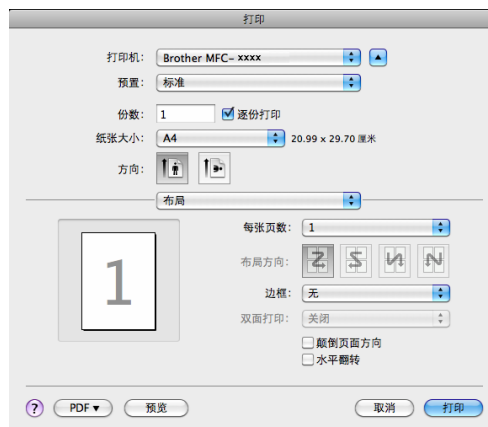 打印
打印机： Brother MFC- xxxx
预置： 标准
份数： 1 逐份打印
纸张大小： A4 20.99 x 29.70 厘米
方向：
布局
1
每张页数： 1
布局方向：
边框： 无
双面打印： 关闭
颠倒页面方向
水平翻转
? PDF▼ 预览 取消 打印